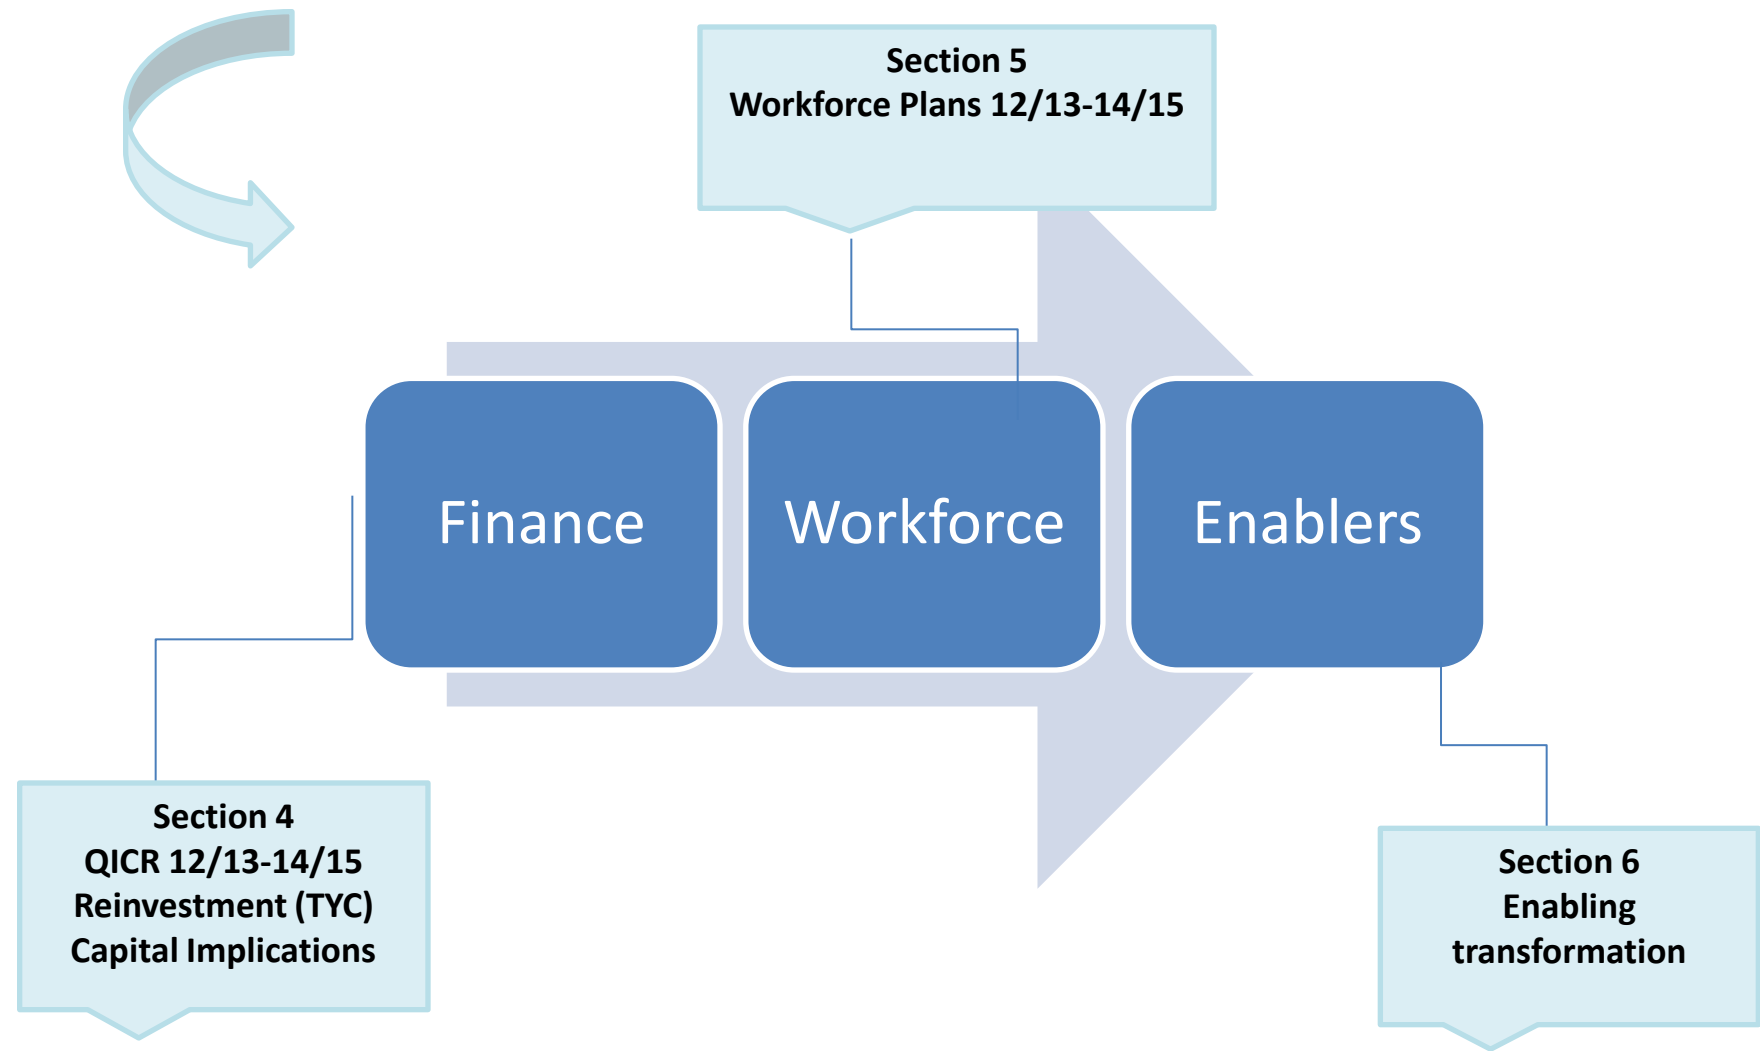 Section 5
Workforce Plans 12/13-14/15
Finance
Workforce
Enablers
Section 4
QICR 12/13-14/15
Reinvestment (TYC)
Capital Implications
Section 6
Enabling
transformation